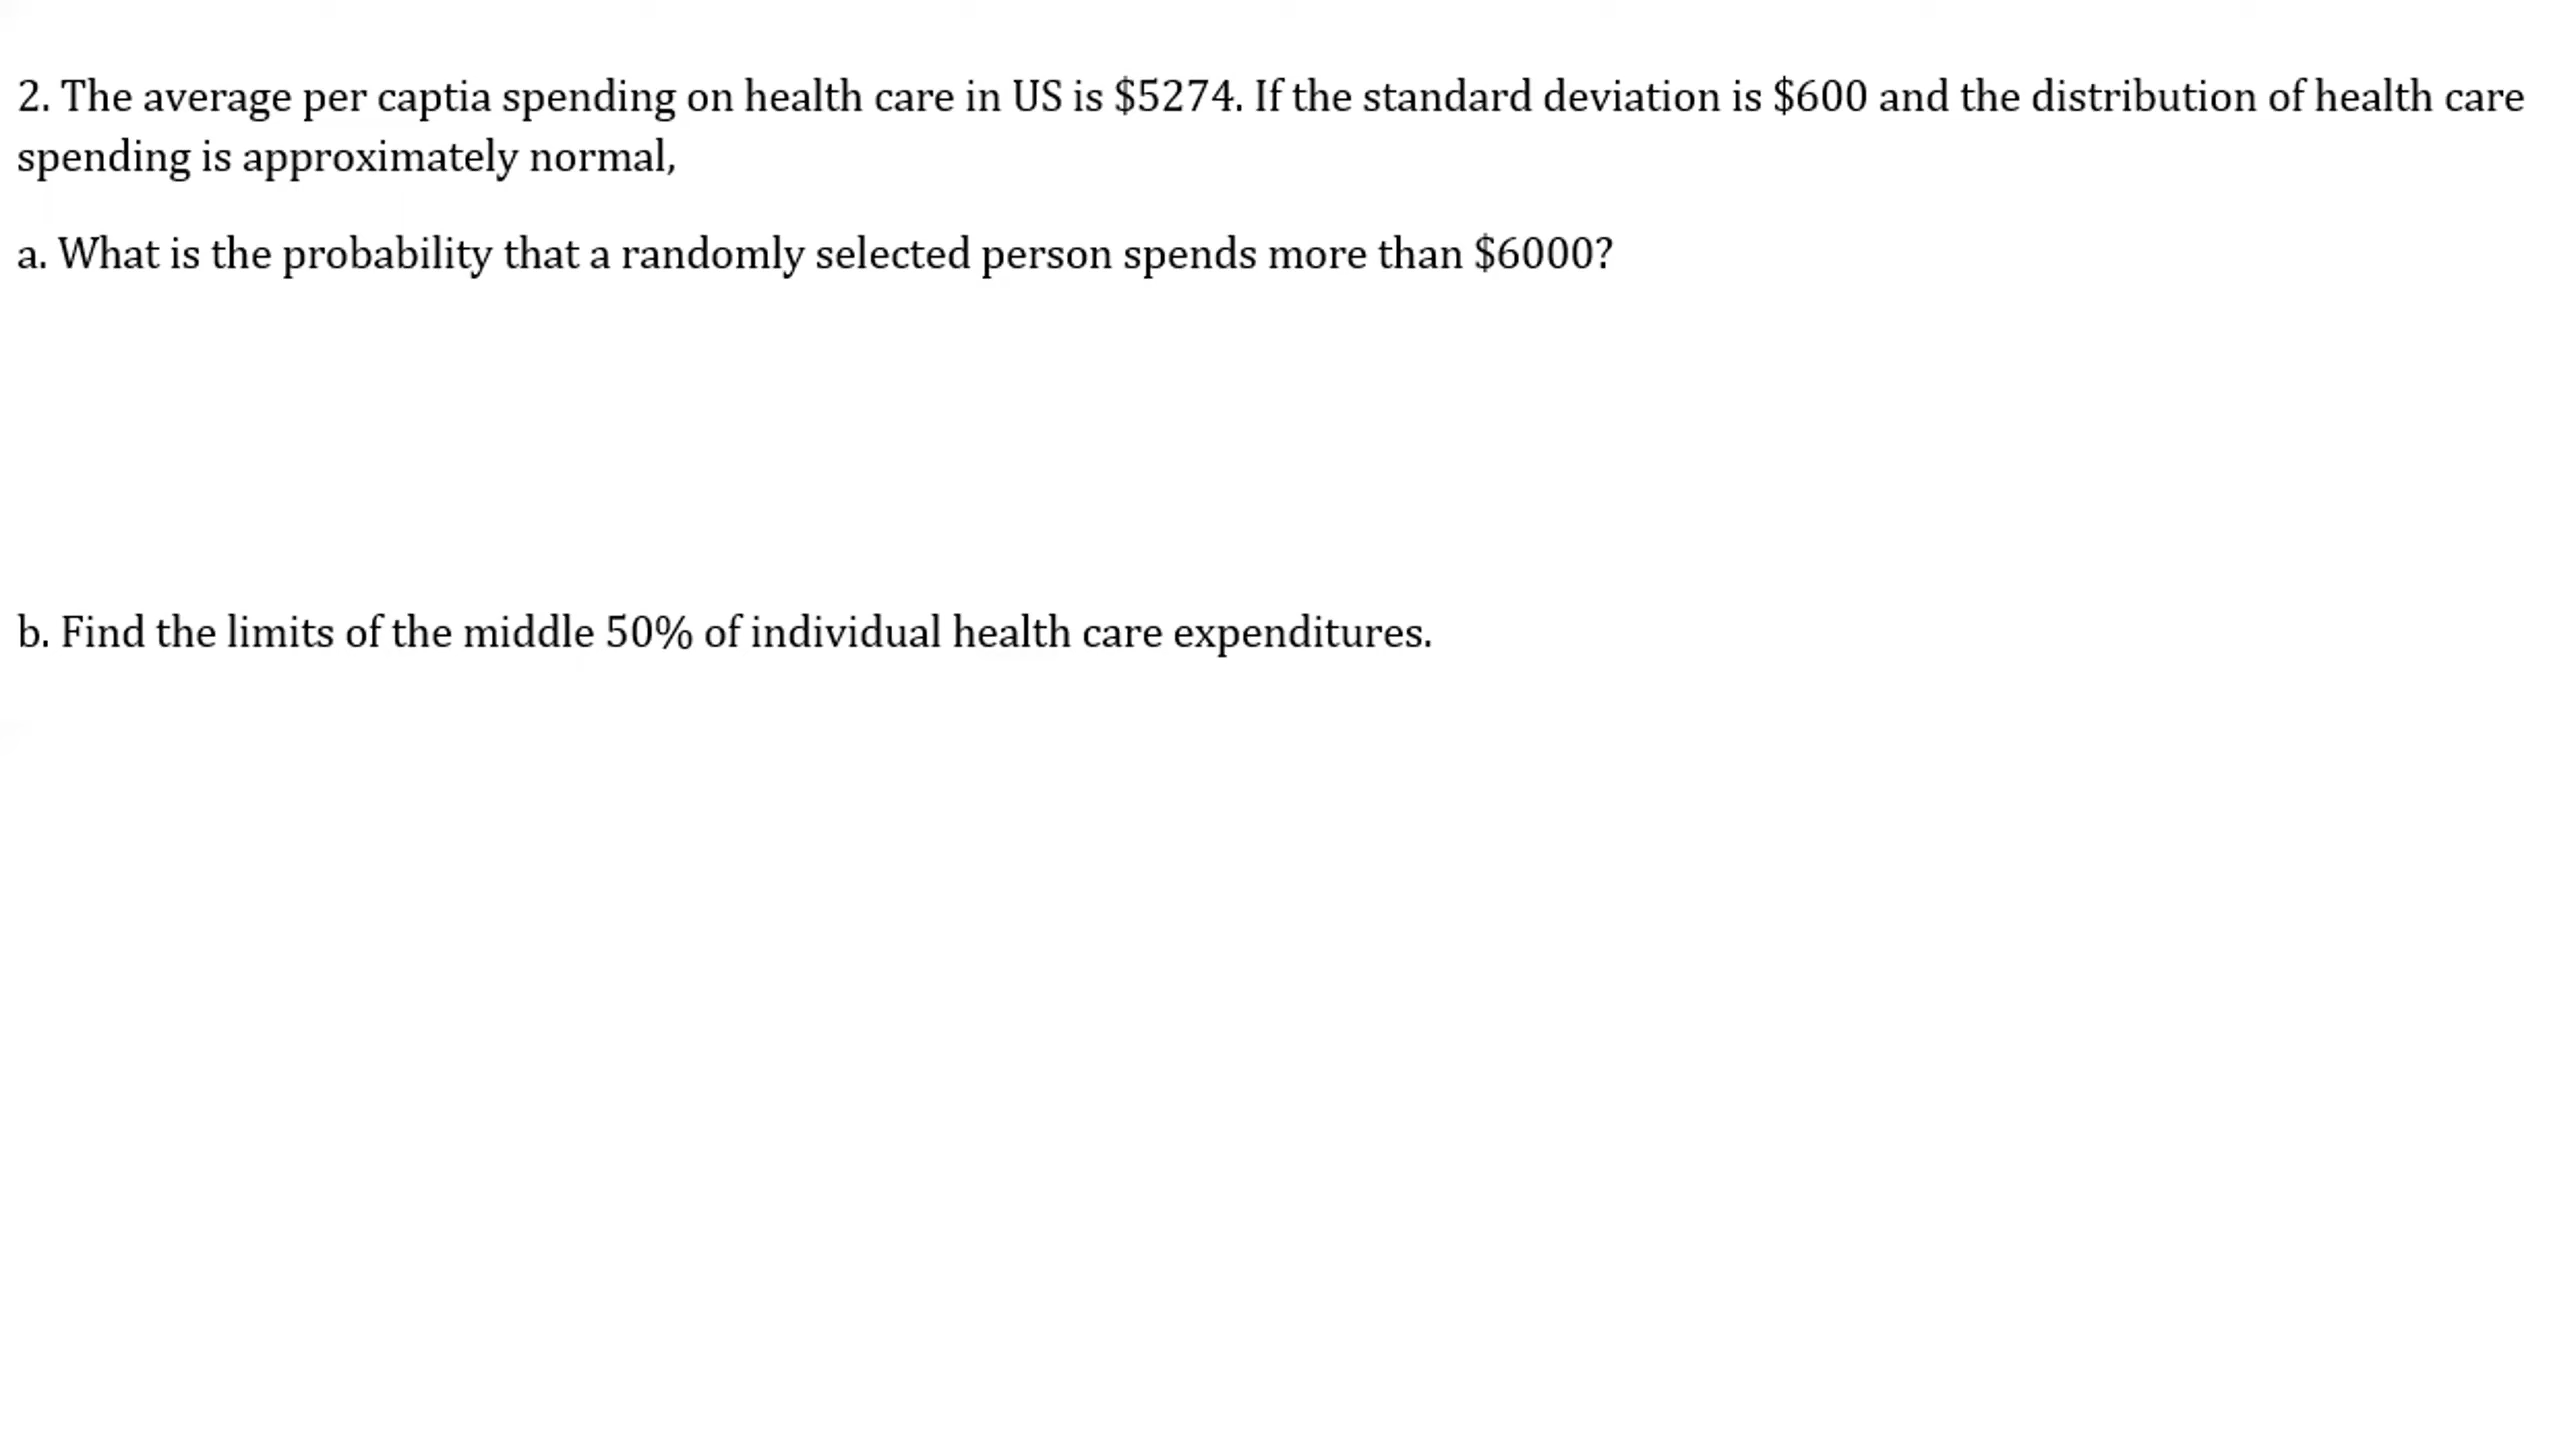 2. The average per captia spending on health care in US is $5274. If the standard deviation is $600 and the distribution of health care
spending is approximately normal,
a. What is the probability that a randomly selected person spends more than $6000?
b. Find the limits of the middle 50% of individual health care expenditures.